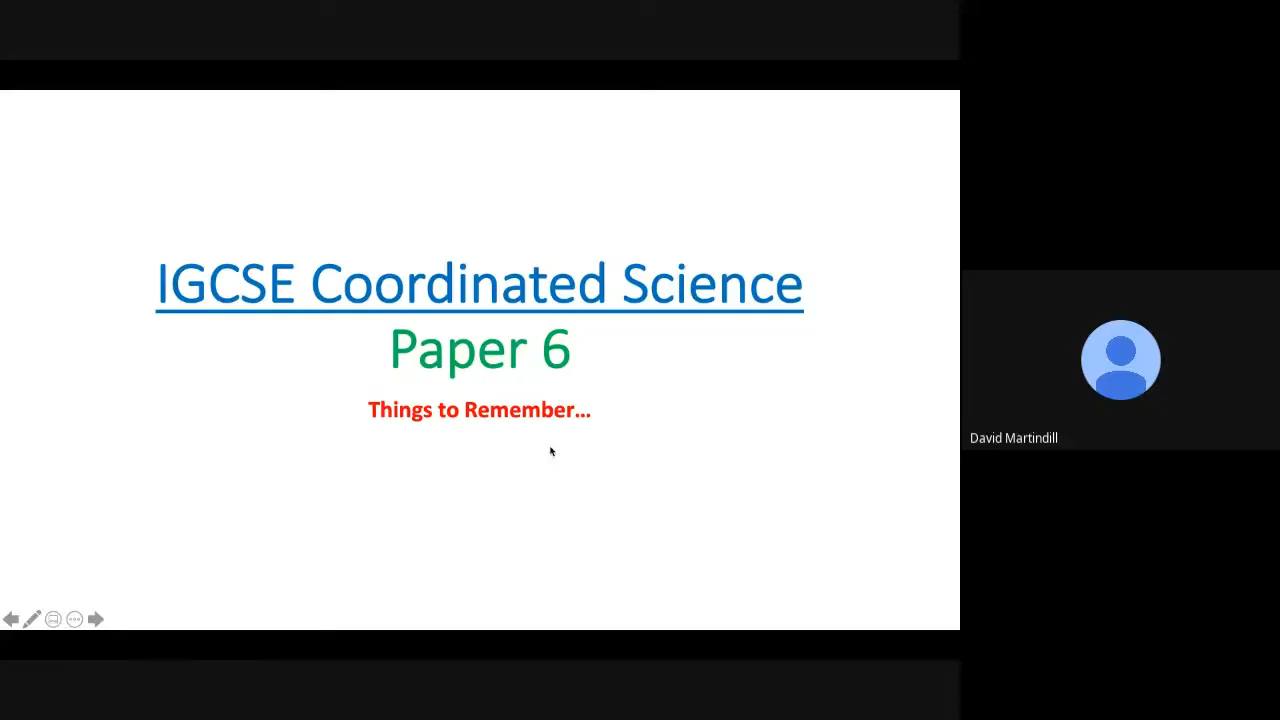 IGCSE Coordinated Science
Paper 6
Things to Remember...
David Martindill